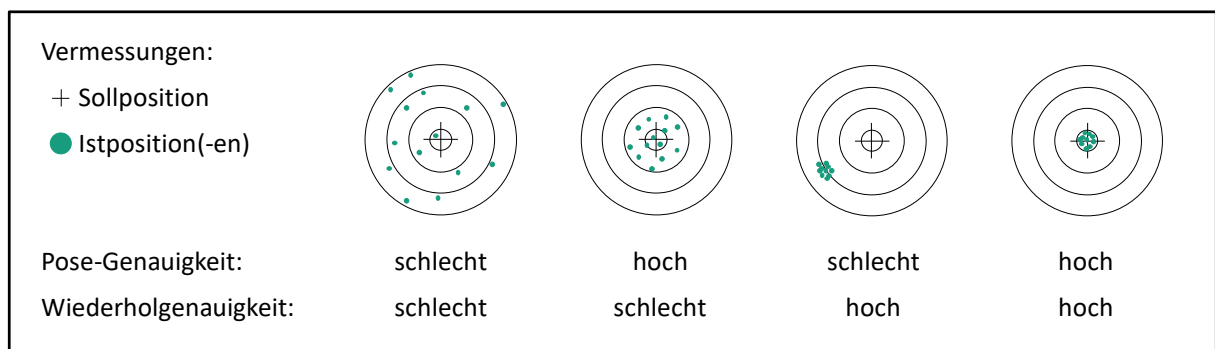 Vermessungen:
Sollposition
Istposition(-en)
Pose-Genauigkeit: schlecht hoch schlecht hoch
Wiederholgenauigkeit: schlecht schlecht hoch hoch